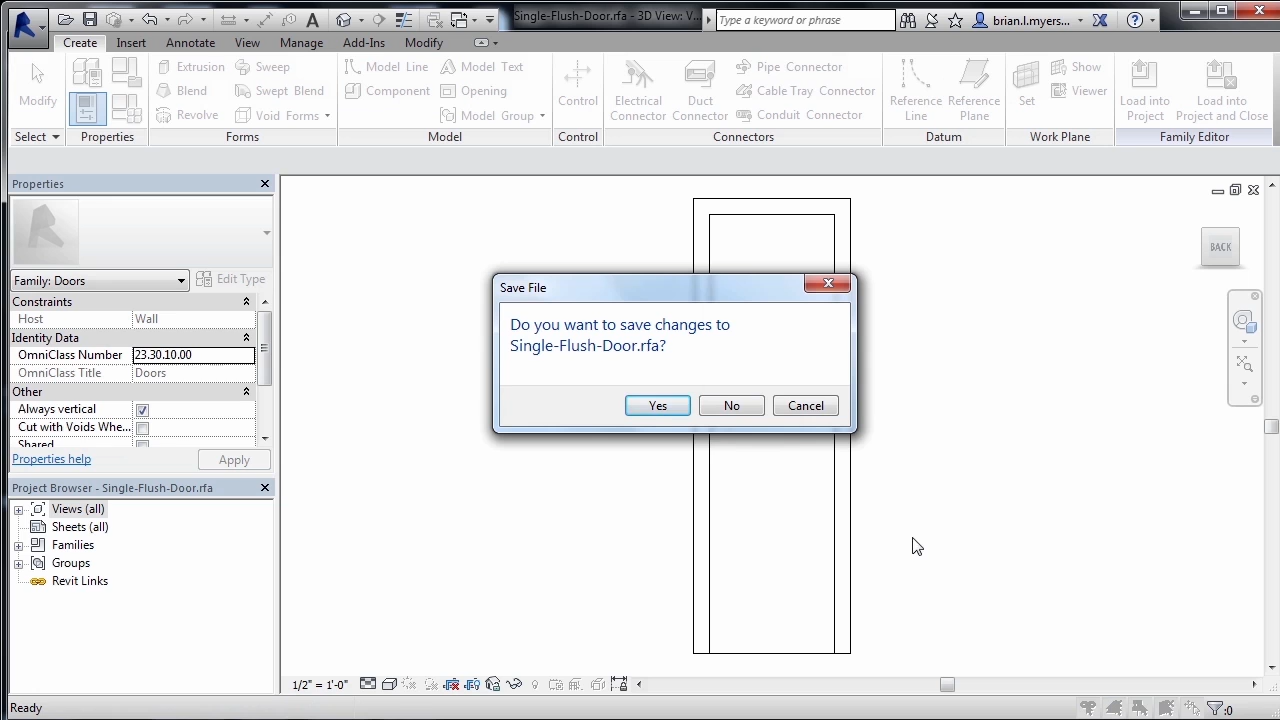 Single-Flush-Door.rfa - 3D View: V...
Type a keyword or phrase
brian.l.myers...
Create Insert Annotate View Manage Add-Ins Modify
Modify
Extrusion
Blend
Revolve
Sweep
Swept Blend
Void Forms
Model Line
Component
Model Text
Opening
Model Group
Control
Electrical
Connector
Duct
Connector
Pipe Connector
Cable Tray Connector
Conduit Connector
Reference
Line
Reference
Plane
Set
Show
Viewer
Load into
Project
Load into
Project and Close
Select Properties Forms Model Control Connectors Datum Work Plane Family Editor
Properties
Family: Doors
Edit Type
Constraints
Host Wall
Identity Data
OmniClass Number 23.30.10.00
OmniClass Title Doors
Other
Always vertical
Cut with Voids Whe...
Shared
Properties help
Apply
Project Browser - Single-Flush-Door.rfa
Views (all)
Sheets (all)
Families
Groups
Revit Links
BACK
Save File
Do you want to save changes to
Single-Flush-Door.rfa?
Yes No Cancel
1/2" = 1'-0"
Ready
:0